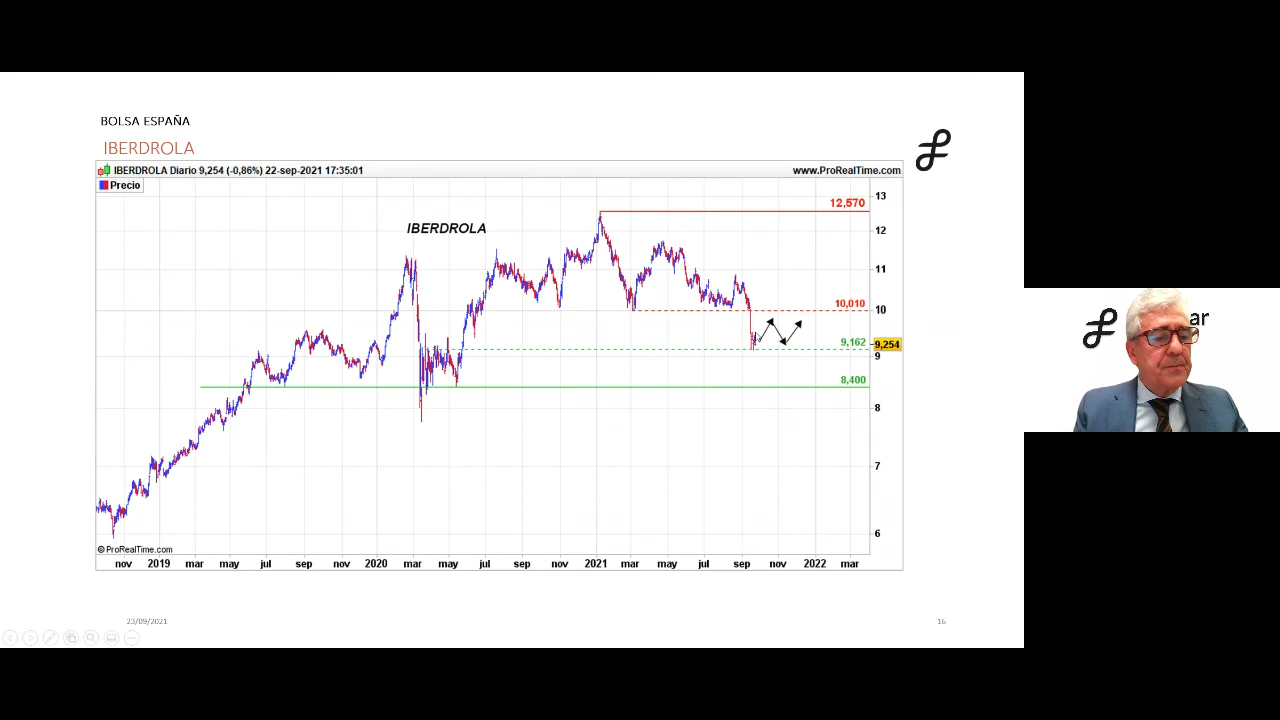 BOLSA ESPAÑA
IBERDROLA
IBERDROLA Diario 9,254 (-0,86%) 22-sep-2021 17:35:01
www.ProRealTime.com
Precio
IBERDROLA
12,570
10,010
9,162
9,254
8,400
13
12
11
10
9
8
7
6
© ProRealTime.com
nov 2019 mar may jul sep nov 2020 mar may jul sep nov 2021 mar may jul sep nov 2022 mar
23/09/2021
16
ar